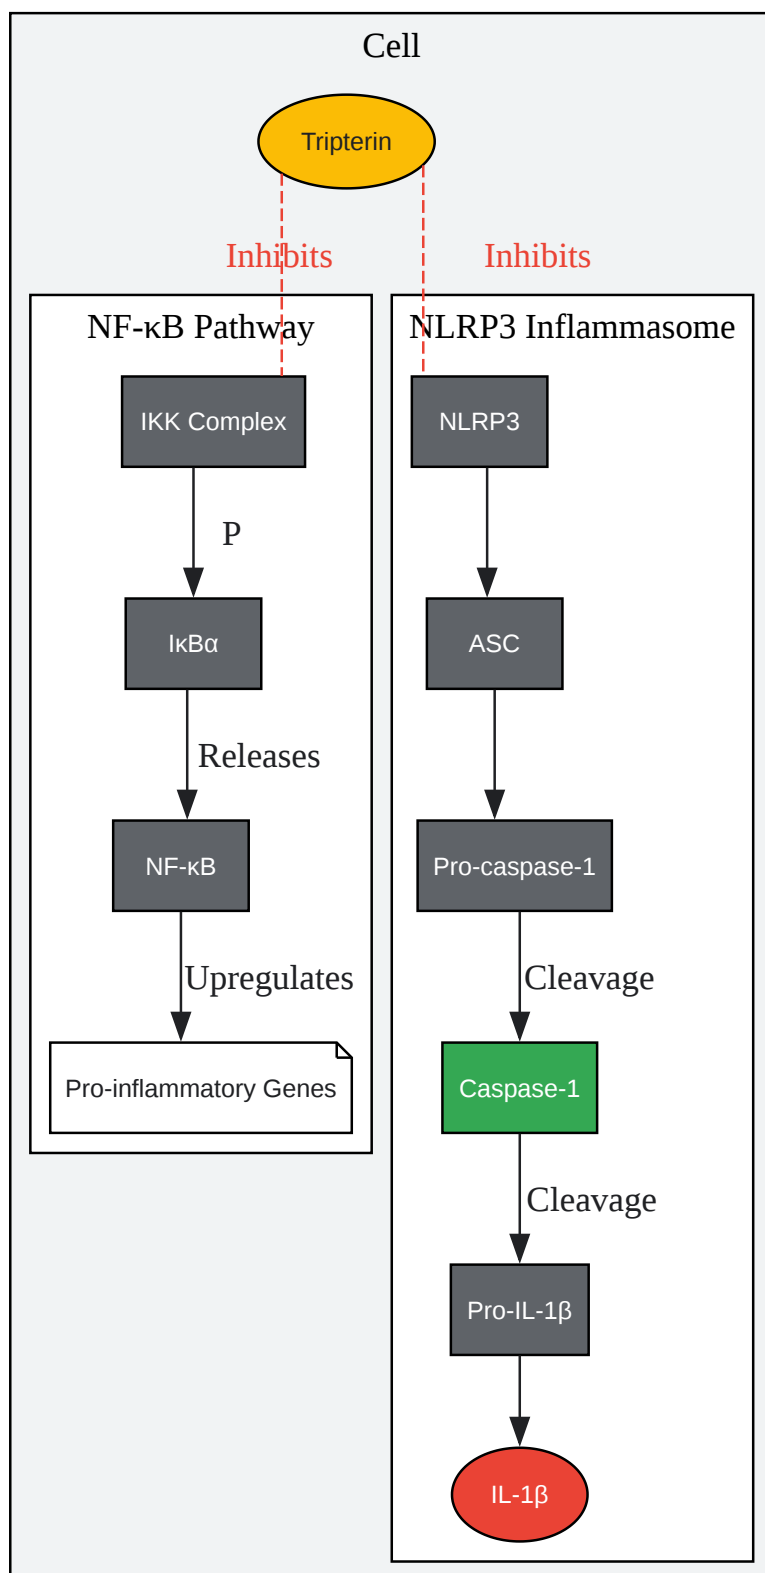 Cell
Tripterin
Inhibits
Inhibits
NF-κB Pathway
IKK Complex
P
IκBα
Releases
NF-κB
Upregulates
Pro-inflammatory Genes
NLRP3 Inflammasome
NLRP3
ASC
Pro-caspase-1
Cleavage
Caspase-1
Cleavage
Pro-IL-1β
IL-1β